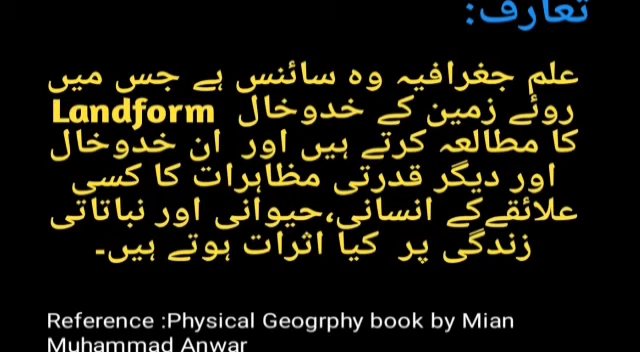 تعارف:
علم جغرافیہ وہ سائنس ہے جس میں
روئے زمین کے خدوخال Landform
کا مطالعہ کرتے ہیں اور ان خدوخال
اور دیگر قدرتی مظاہرات کا کسی
علائقےکے انسانی،حیوانی اور نباتاتی
زندگی پر کیا اثرات ہوتے ہیں۔
Reference :Physical Geogrphy book by Mian
Muhammad Anwar